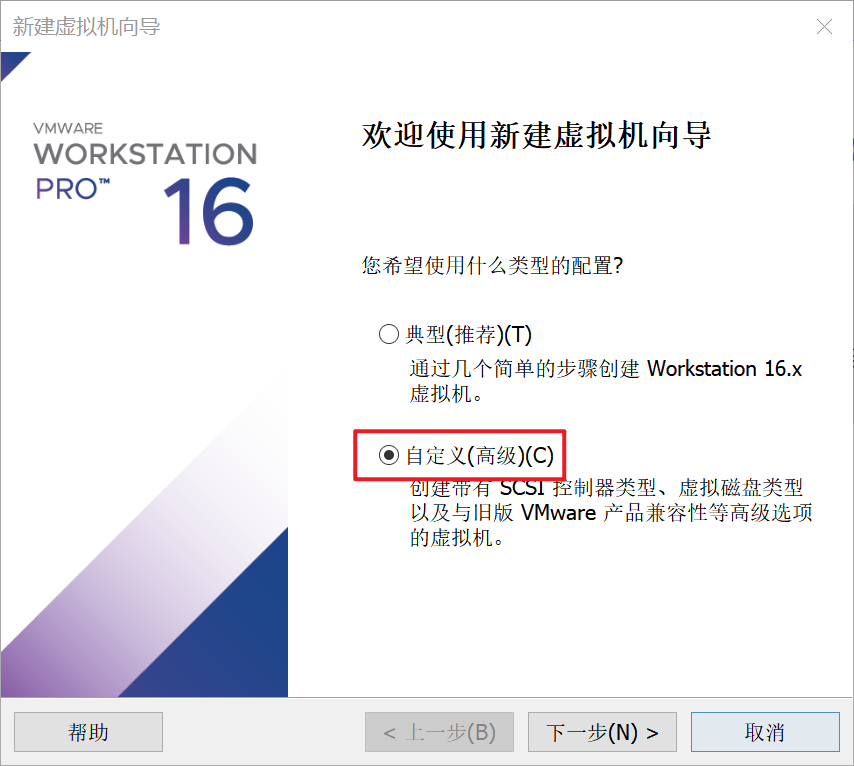 新建虚拟机向导
VMWARE
WORKSTATION
PRO™ 16
欢迎使用新建虚拟机向导
您希望使用什么类型的配置?
典型(推荐)(T)
通过几个简单的步骤创建 Workstation 16.x
虚拟机。
自定义(高级)(C)
创建带有 SCSI 控制器类型、虚拟磁盘类型
以及与旧版 VMware 产品兼容性等高级选项
的虚拟机。
帮助
< 上一步(B)
下一步(N) >
取消